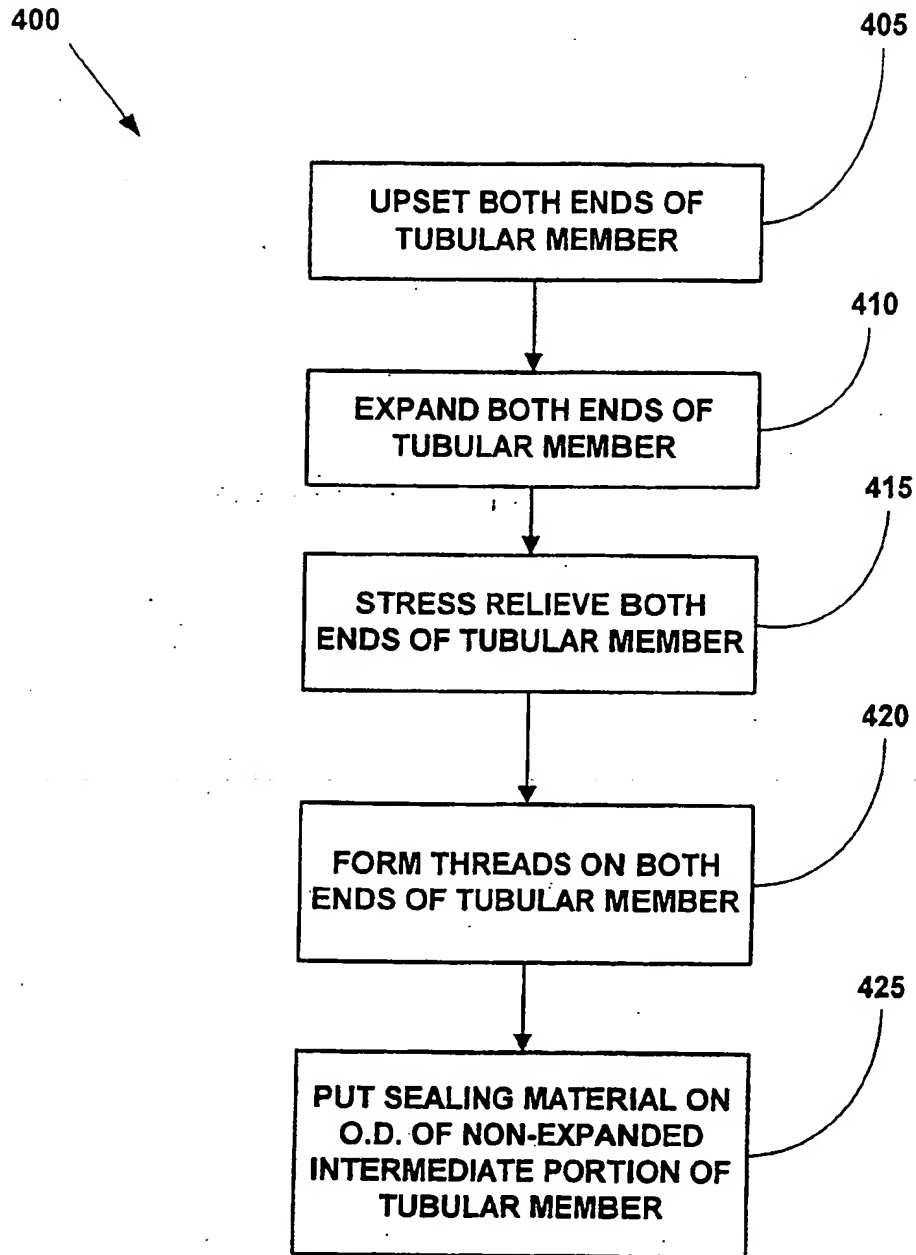 400
405
UPSET BOTH ENDS OF
TUBULAR MEMBER
410
EXPAND BOTH ENDS OF
TUBULAR MEMBER
415
STRESS RELIEVE BOTH
ENDS OF TUBULAR MEMBER
420
FORM THREADS ON BOTH
ENDS OF TUBULAR MEMBER
425
PUT SEALING MATERIAL ON
O.D. OF NON-EXPANDED
INTERMEDIATE PORTION OF
TUBULAR MEMBER